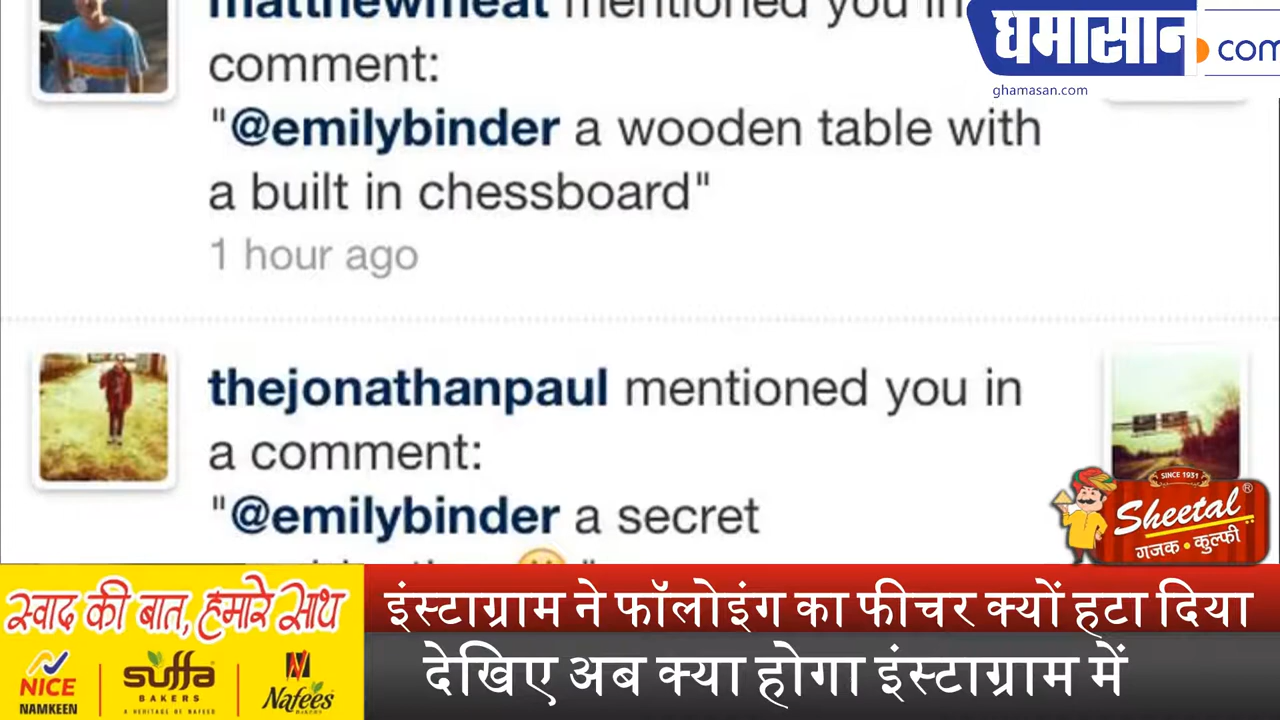 matthewmeat mentioned you in
comment:
"@emilybinder a wooden table with
a built in chessboard"
1 hour ago
घमासान.com
ghamasan.com
thejonathanpaul mentioned you in
a comment:
"@emilybinder a secret
SINCE 1931
Sheetal®
गजक • कुल्फी
स्वाद की बात, हमारे साथ
NICE
NAMKEEN
suffa
BAKERS
A HERITAGE OF NAFEES
Nafees
इंस्टाग्राम ने फॉलोइंग का फीचर क्यों हटा दिया
देखिए अब क्या होगा इंस्टाग्राम में